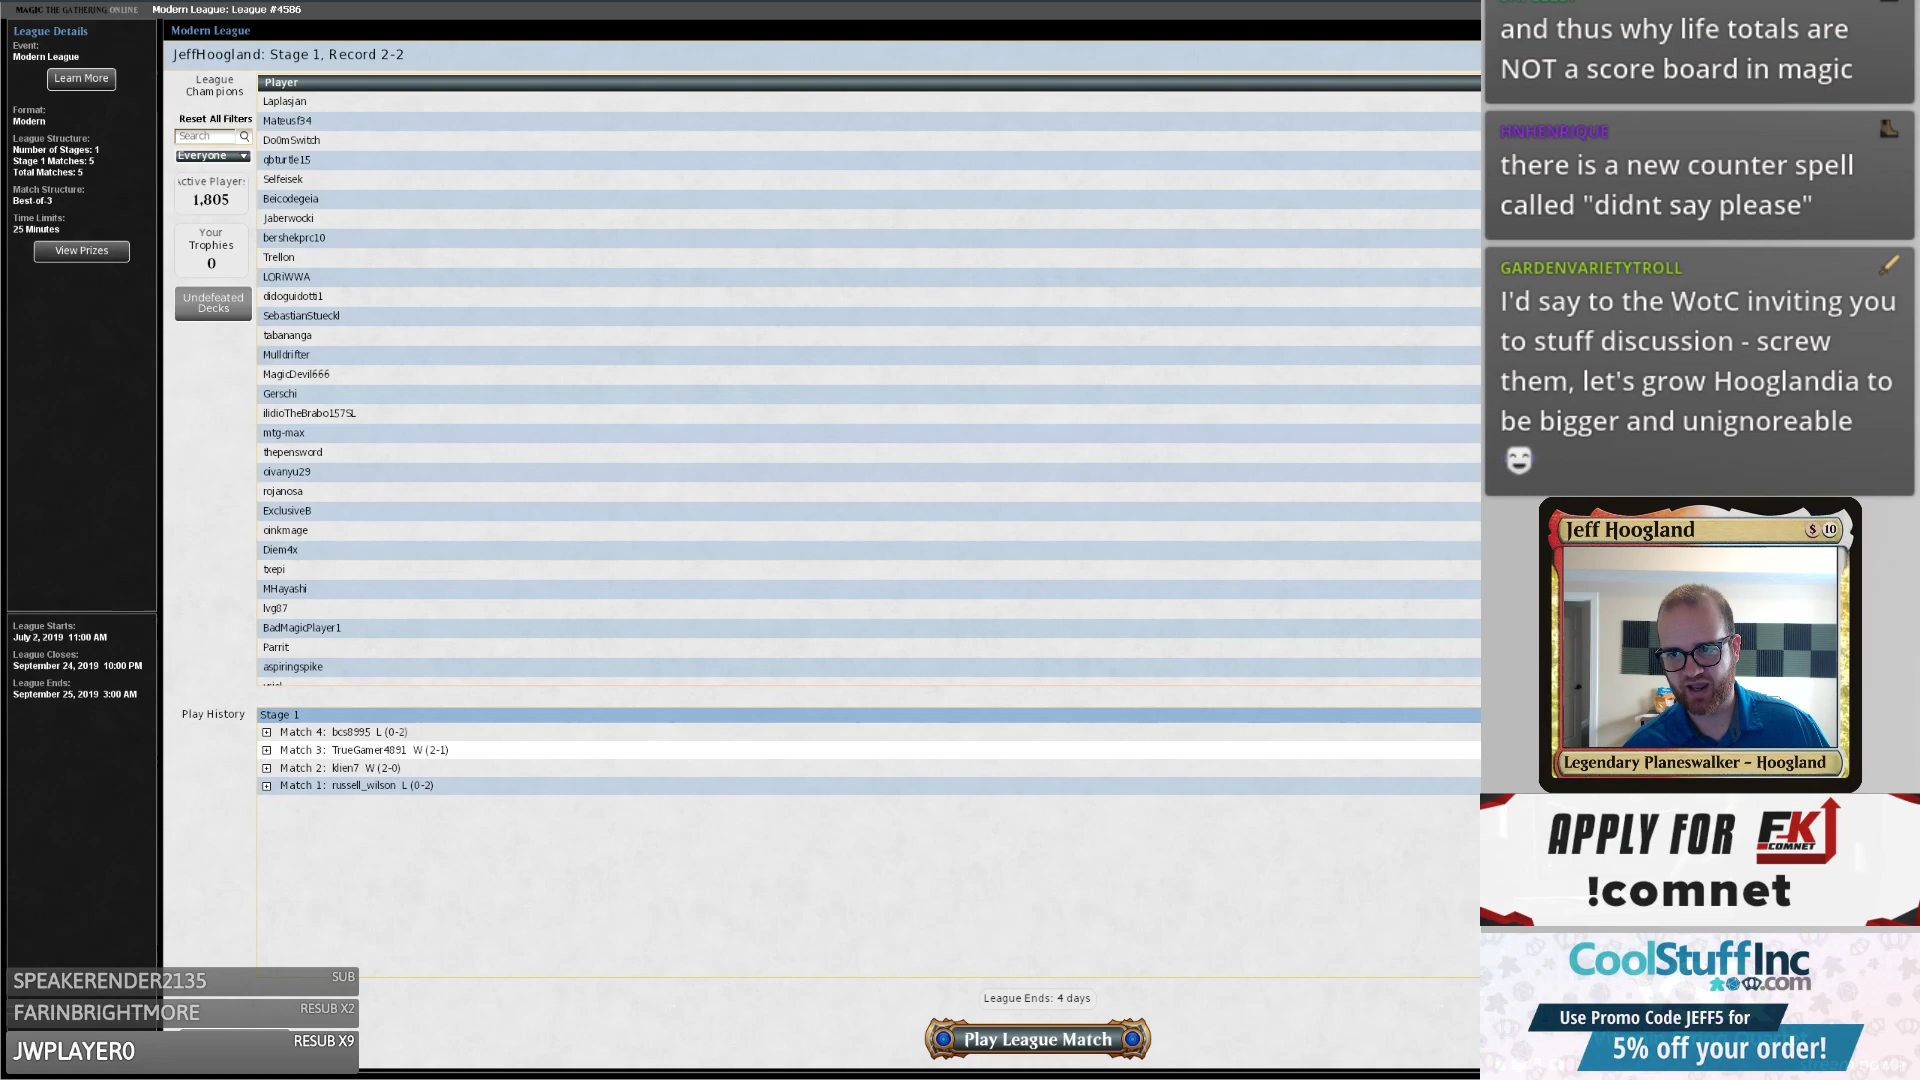 MAGIC THE GATHERING ONLINE
Modern League: League #4586
League Details
Event:
Modern League
Learn More
Format:
Modern
League Structure:
Number of Stages: 1
Stage 1 Matches: 5
Total Matches: 5
Match Structure:
Best-of-3
Time Limits:
25 Minutes
View Prizes
League Starts:
July 2, 2019 11:00 AM
League Closes:
September 24, 2019 10:00 PM
League Ends:
September 25, 2019 3:00 AM
Modern League
JeffHoogland: Stage 1, Record 2-2
League
Champions
Reset All Filters
Search
Everyone
Active Players
1,805
Your
Trophies
0
Undefeated
Decks
Player
Laplasjan
Mateusf34
Do0mSwitch
qbturtle15
Selfeisek
Beicodegeia
Jaberwocki
bershekprc10
Trellon
LORiWWA
didoguidotti1
SebastianStueckl
tabananga
Mulldrifter
MagicDevil666
Gerschi
ilidioTheBrabo157SL
mtg-max
thepensword
oivanyu29
rojanosa
ExclusiveB
oinkmage
Diem4x
txepi
MHayashi
lvg87
BadMagicPlayer1
Parrit
aspiringspike
Play History
Stage 1
Match 4: bcs8995 L (0-2)
Match 3: TrueGamer4891 W (2-1)
Match 2: klien7 W (2-0)
Match 1: russell_wilson L (0-2)
League Ends: 4 days
Play League Match
SPEAKERENDER2135 SUB
FARINBRIGHTMORE RESUB X2
JWPLAYER0 RESUB X9
and thus why life totals are
NOT a score board in magic
HNHENRIQUE
there is a new counter spell
called "didnt say please"
GARDENVARIETYTROLL
I'd say to the WotC inviting you
to stuff discussion - screw
them, let's grow Hooglandia to
be bigger and unignoreable
Jeff Hoogland $ 10
Legendary Planeswalker – Hoogland
APPLY FOR FK
COMNET
!comnet
CoolStuffInc
.com
Use Promo Code JEFF5 for
5% off your order!